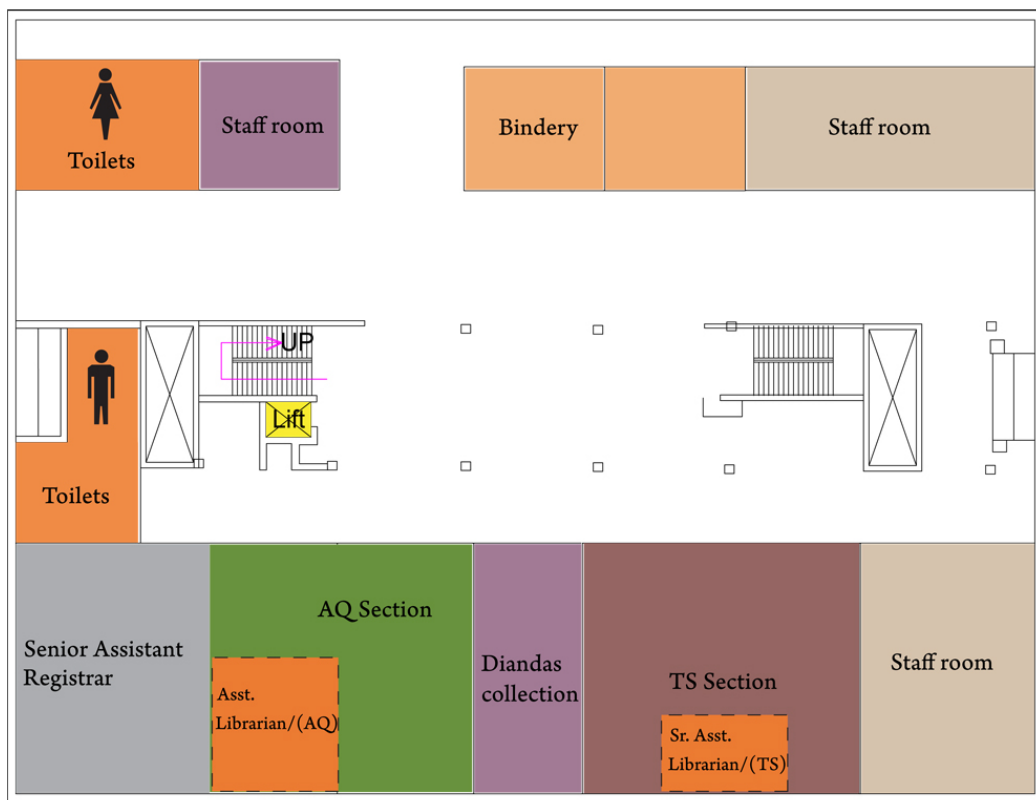 Toilets
Staff room
Bindery
Staff room
UP
Lift
Toilets
Senior Assistant
Registrar
AQ Section
Asst.
Librarian/(AQ)
Diandas
collection
TS Section
Sr. Asst.
Librarian/(TS)
Staff room